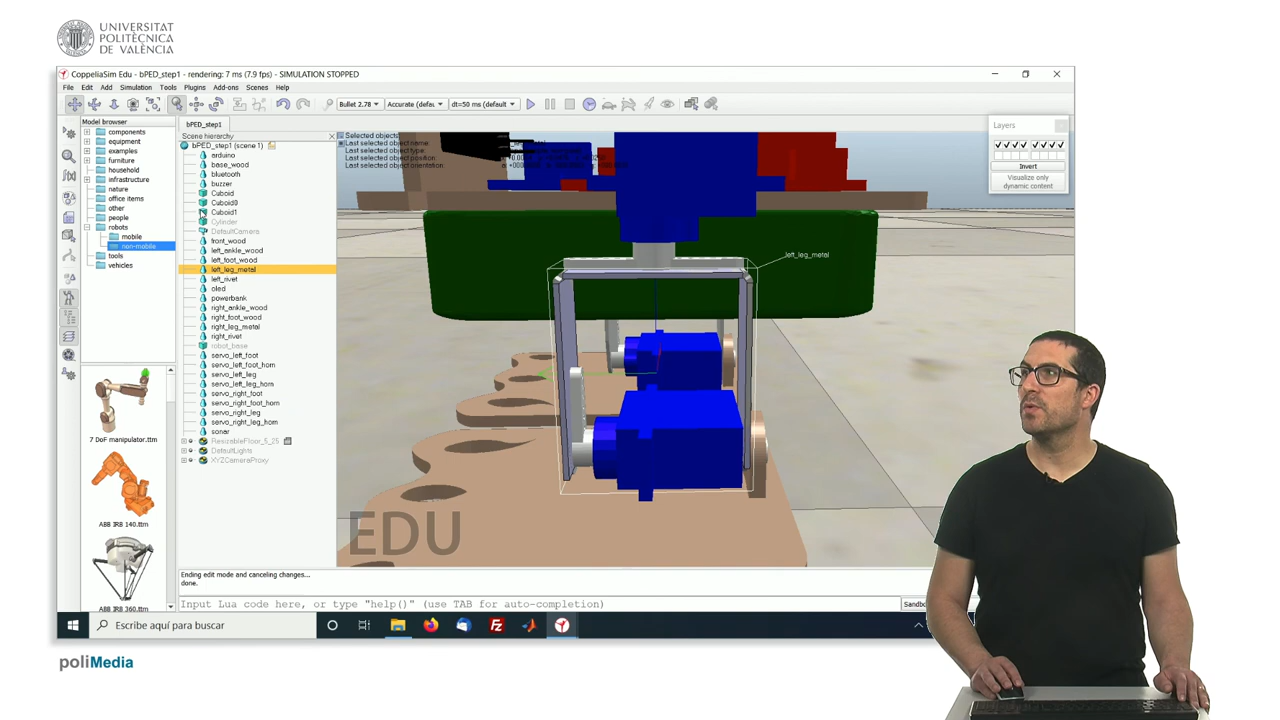 UNIVERSITAT
POLITÈCNICA
DE VALÈNCIA
CoppeliaSim Edu - bPED_step1 - rendering: 7 ms (7.9 fps) - SIMULATION STOPPED
File Edit Add Simulation Tools Plugins Add-ons Scenes Help
Bullet 2.78 Accurate (defau dt=50 ms (default)
Model browser
components
equipment
examples
furniture
household
infrastructure
nature
office items
other
people
robots
mobile
non-mobile
tools
vehicles
7 DoF manipulator.ttm
ABB IRB 140.ttm
ABB IRB 360.ttm
bPED_step1
Scene hierarchy
bPED_step1 (scene 1)
arduino
base_wood
bluetooth
buzzer
Cuboid
Cuboid0
Cuboid1
Cylinder
DefaultCamera
front_wood
left_ankle_wood
left_foot_wood
left_leg_metal
left_rivet
oled
powerbank
right_ankle_wood
right_foot_wood
right_leg_metal
right_rivet
robot_base
servo_left_foot
servo_left_foot_horn
servo_left_leg
servo_left_leg_horn
servo_right_foot
servo_right_foot_horn
servo_right_leg
servo_right_leg_horn
sonar
ResizableFloor_5_25
DefaultLights
XYZCameraProxy
Selected objects:
Last selected object name:
Last selected object type:
Last selected object position:
Last selected object orientation:
left_leg_metal
EDU
Layers
Invert
Visualize only
dynamic content
Ending edit mode and canceling changes...
done.
Input Lua code here, or type "help()" (use TAB for auto-completion)
Escribe aquí para buscar
poliMedia